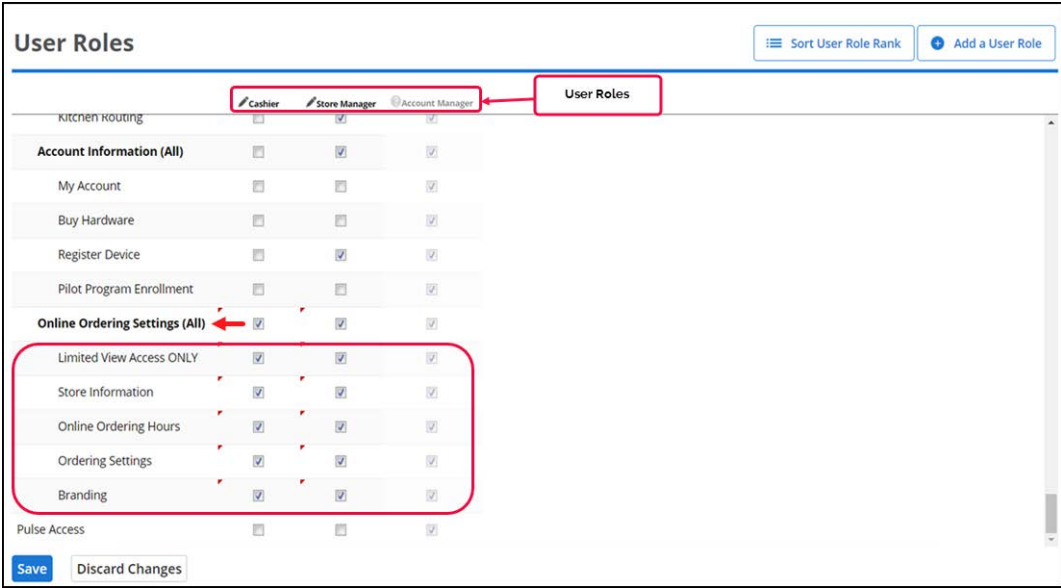 User Roles
Sort User Role Rank
Add a User Role
Cashier Store Manager Account Manager
User Roles
Kitchen Routing
Account Information (All)
My Account
Buy Hardware
Register Device
Pilot Program Enrollment
Online Ordering Settings (All)
Limited View Access ONLY
Store Information
Online Ordering Hours
Ordering Settings
Branding
Pulse Access
Save Discard Changes